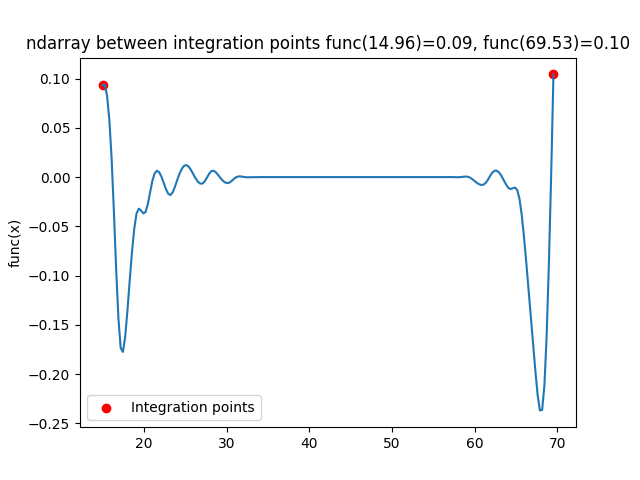 ndarray between integration points func(14.96)=0.09, func(69.53)=0.10
0.10
0.05
0.00
−0.05
−0.10
−0.15
−0.20
−0.25
func(x)
Integration points
20 30 40 50 60 70